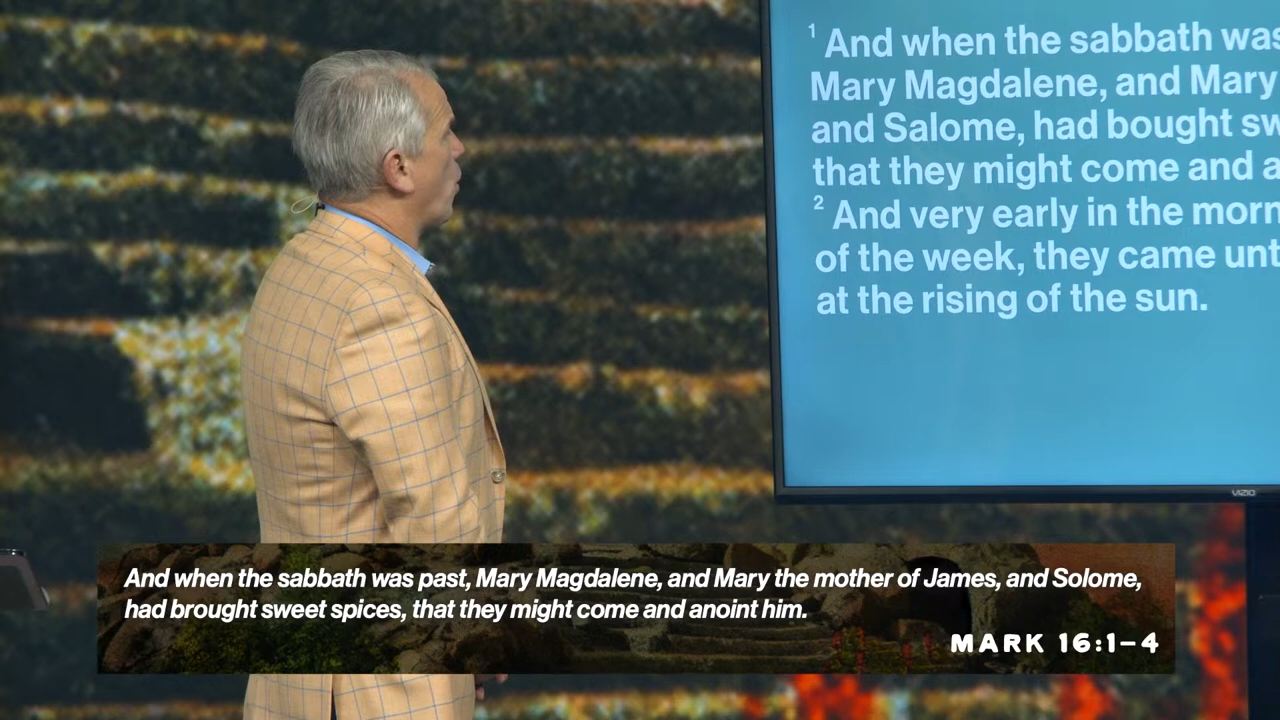 1 And when the sabbath was
Mary Magdalene, and Mary
and Salome, had bought sw
that they might come and a
2 And very early in the morn
of the week, they came unt
at the rising of the sun.
VIZIO
And when the sabbath was past, Mary Magdalene, and Mary the mother of James, and Solome,
had brought sweet spices, that they might come and anoint him.
MARK 16:1–4